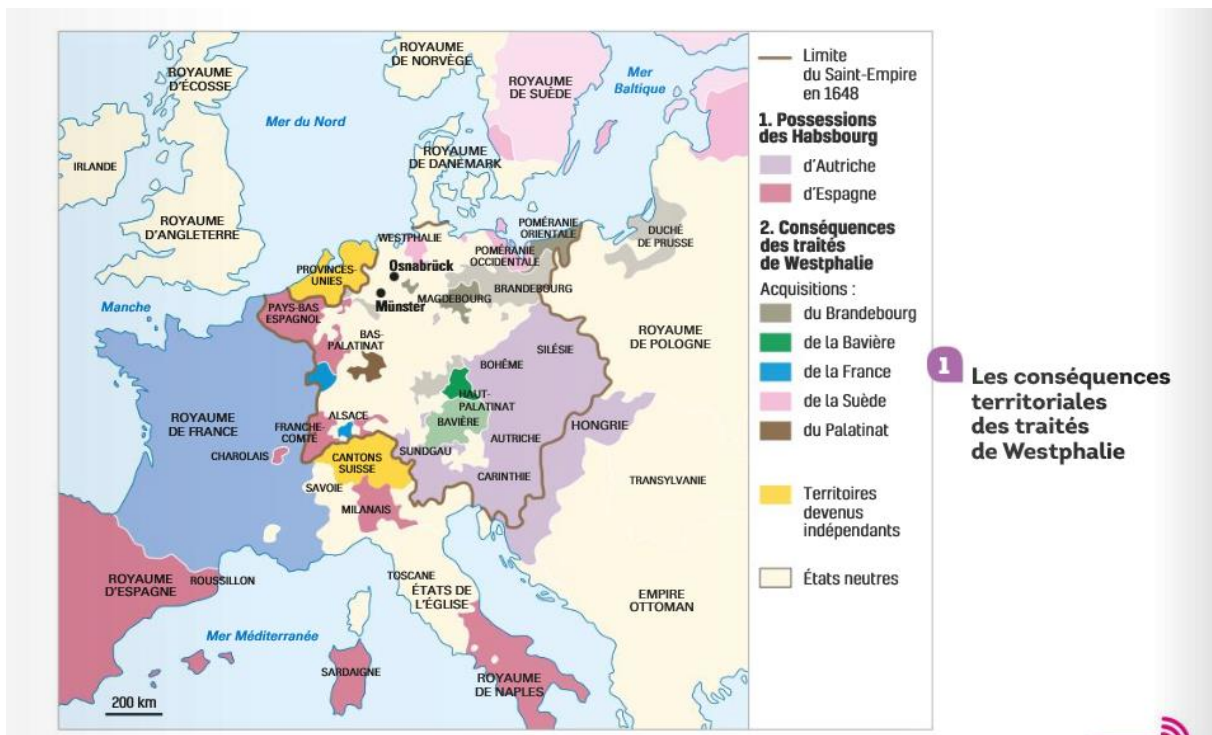 ROYAUME
DE NORVÈGE
ROYAUME
D'ÉCOSSE
ROYAUME
DE SUÈDE
Mer
Baltique
Mer du Nord
IRLANDE
ROYAUME
DE DANEMARK
ROYAUME
D'ANGLETERRE
WESTPHALIE
POMÉRANIE
ORIENTALE
DUCHÉ
DE PRUSSE
POMÉRANIE
OCCIDENTALE
Osnabrück
PROVINCES-
UNIES
Manche
Münster
MAGDEBOURG
BRANDEBOURG
PAYS-BAS
ESPAGNOL
ROYAUME
DE POLOGNE
BAS-
PALATINAT
SILÉSIE
BOHÊME
HAUT-
PALATINAT
ROYAUME
DE FRANCE
ALSACE
FRANCHE-
COMTÉ
BAVIÈRE
HONGRIE
CHAROLAIS
SUNDGAU
AUTRICHE
CANTONS
SUISSE
CARINTHIE
TRANSYLVANIE
SAVOIE
MILANAIS
ROYAUME
D'ESPAGNE
ROUSSILLON
TOSCANE
ÉTATS DE
L'ÉGLISE
EMPIRE
OTTOMAN
Mer Méditerranée
SARDAIGNE
ROYAUME
DE NAPLES
200 km
Limite
du Saint-Empire
en 1648
1. Possessions
des Habsbourg
d'Autriche
d'Espagne
2. Conséquences
des traités
de Westphalie
Acquisitions :
du Brandebourg
de la Bavière
de la France
de la Suède
du Palatinat
Territoires
devenus
indépendants
États neutres
1
Les conséquences
territoriales
des traités
de Westphalie